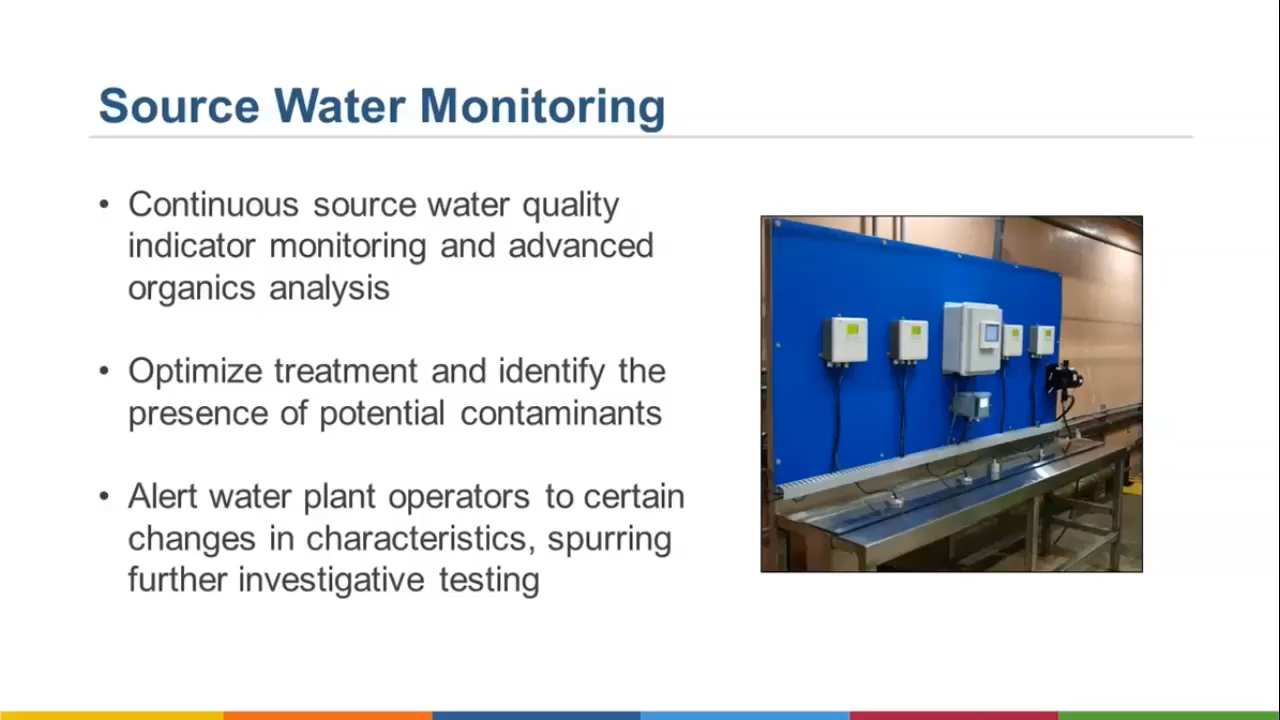 Source Water Monitoring
• Continuous source water quality
indicator monitoring and advanced
organics analysis
• Optimize treatment and identify the
presence of potential contaminants
• Alert water plant operators to certain
changes in characteristics, spurring
further investigative testing